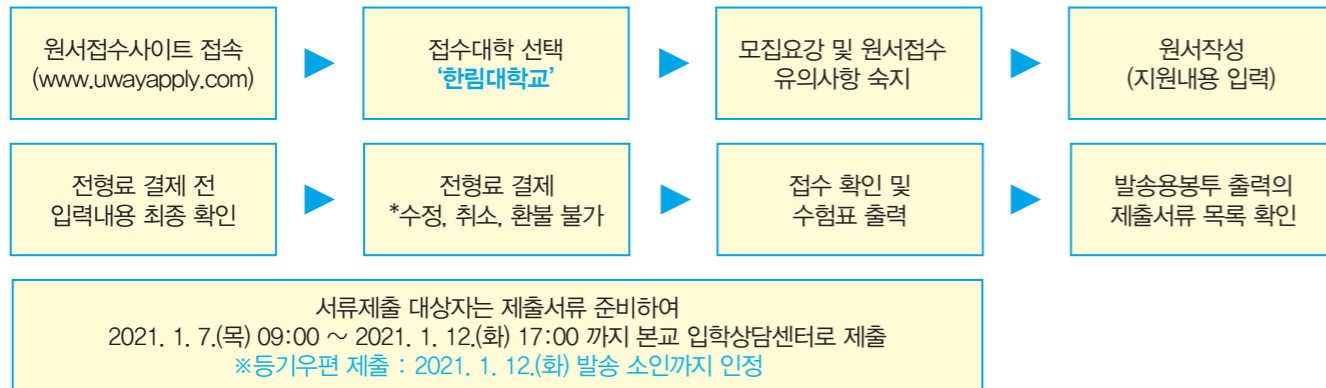 원서접수사이트 접속
(www.uwayapply.com)
접수대학 선택
‘한림대학교’
모집요강 및 원서접수
유의사항 숙지
원서작성
(지원내용 입력)
전형료 결제 전
입력내용 최종 확인
전형료 결제
*수정, 취소, 환불 불가
접수 확인 및
수험표 출력
발송용봉투 출력의
제출서류 목록 확인
서류제출 대상자는 제출서류 준비하여
2021. 1. 7.(목) 09:00 ~ 2021. 1. 12.(화) 17:00 까지 본교 입학상담센터로 제출
※등기우편 제출 : 2021. 1. 12.(화) 발송 소인까지 인정